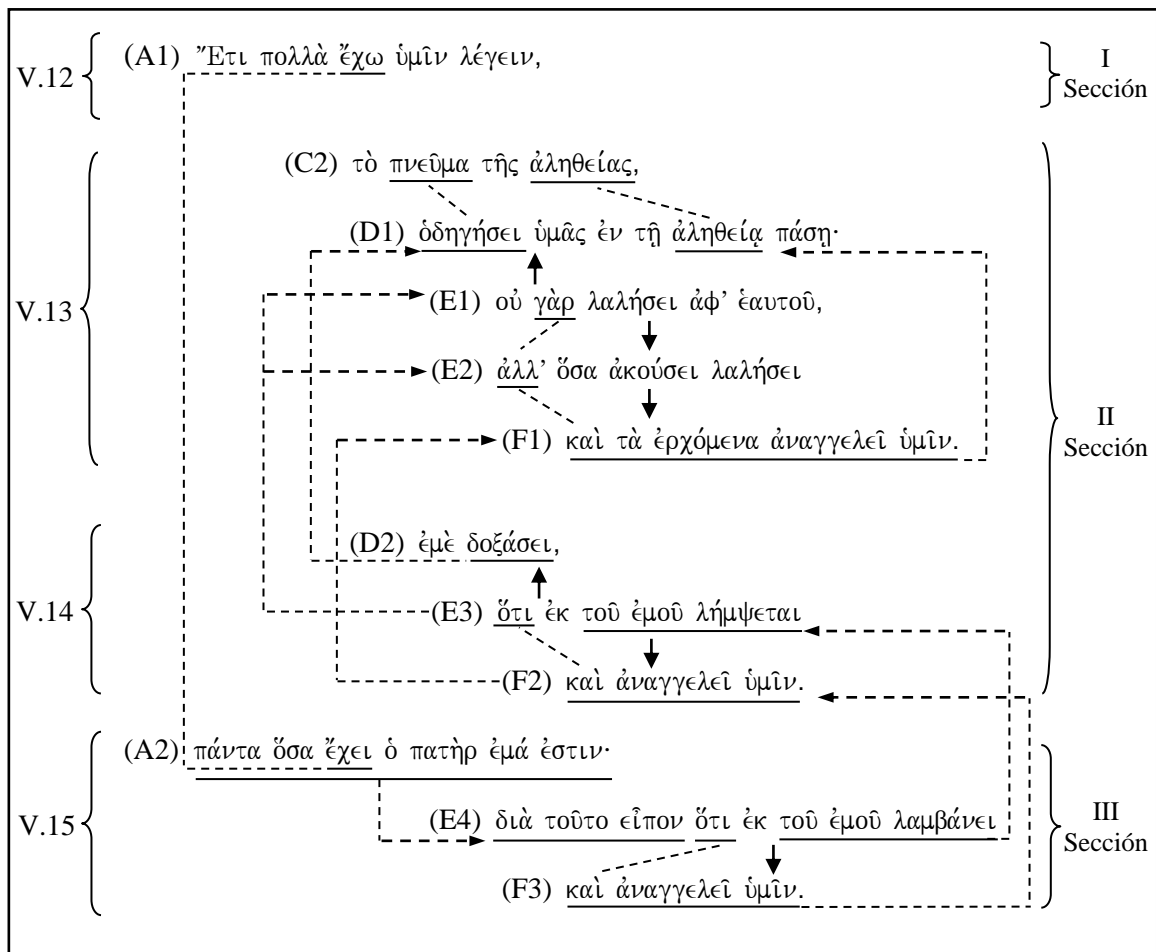 V.12
(A1) Ἔτι πολλὰ ἔχω ὑμῖν λέγειν,
I
Sección
V.13
(C2) τὸ πνεῦμα τῆς ἀληθείας,
(D1) ὁδηγήσει ὑμᾶς ἐν τῇ ἀληθείᾳ πάσῃ·
(E1) οὐ γὰρ λαλήσει ἀφ’ ἑαυτοῦ,
(E2) ἀλλ’ ὅσα ἀκούσει λαλήσει
(F1) καὶ τὰ ἐρχόμενα ἀναγγελεῖ ὑμῖν.
II
Sección
V.14
(D2) ἐμὲ δοξάσει,
(E3) ὅτι ἐκ τοῦ ἐμοῦ λήμψεται
(F2) καὶ ἀναγγελεῖ ὑμῖν.
V.15
(A2) πάντα ὅσα ἔχει ὁ πατὴρ ἐμά ἐστιν·
(E4) διὰ τοῦτο εἶπον ὅτι ἐκ τοῦ ἐμοῦ λαμβάνει
(F3) καὶ ἀναγγελεῖ ὑμῖν.
III
Sección